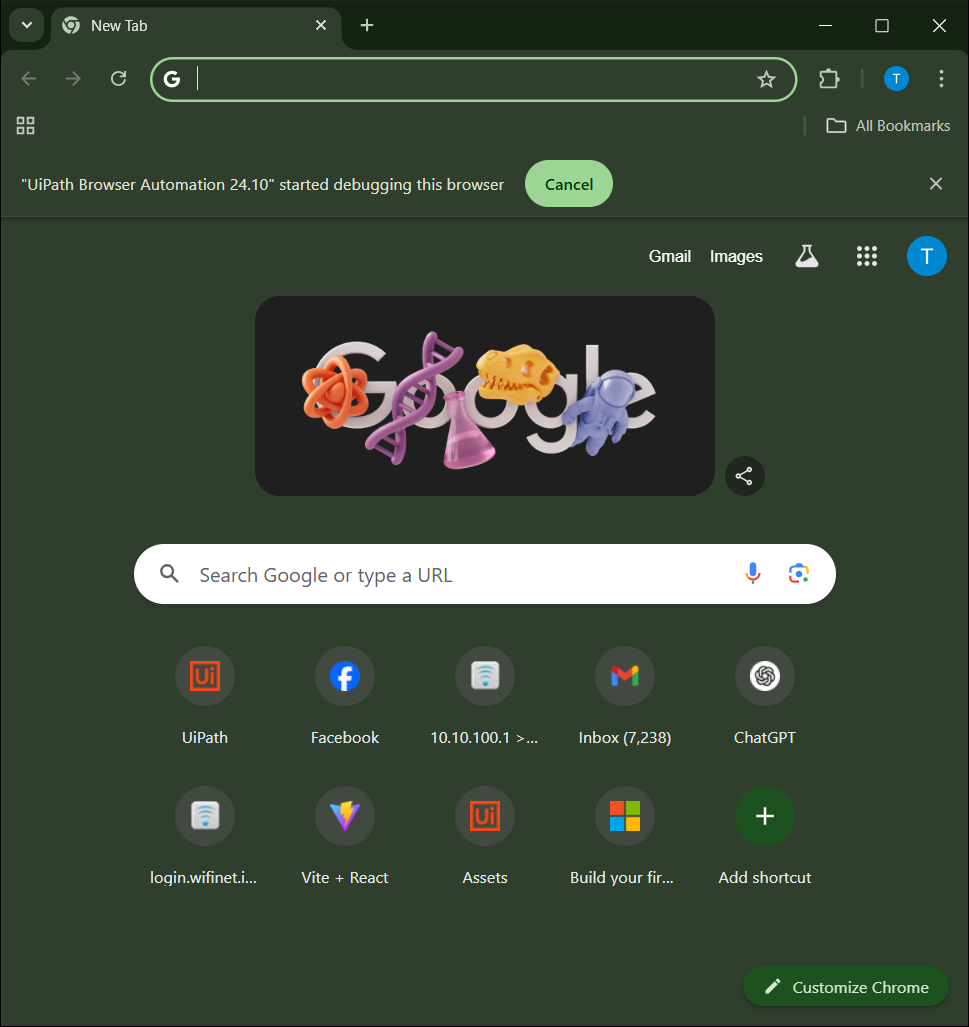 New Tab
All Bookmarks
"UiPath Browser Automation 24.10" started debugging this browser
Cancel
Gmail
Images
T
T
Google
Search Google or type a URL
Ui
UiPath
Facebook
10.10.100.1 >...
Inbox (7,238)
ChatGPT
login.wifinet.i...
Vite + React
Ui
Assets
Build your fir...
Add shortcut
Customize Chrome